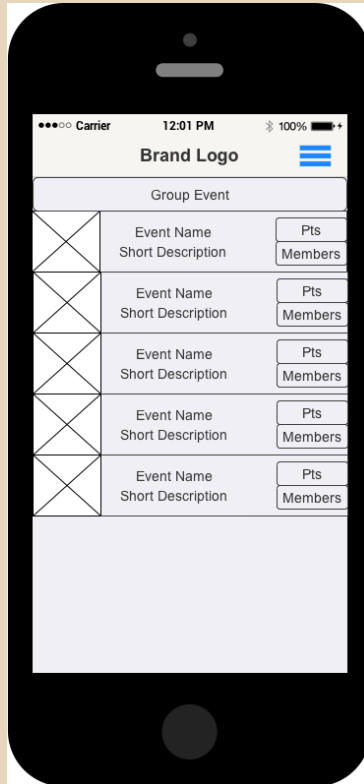 Carrier 12:01 PM 100%
Brand Logo
Group Event
Event Name
Short Description
Pts
Members
Event Name
Short Description
Pts
Members
Event Name
Short Description
Pts
Members
Event Name
Short Description
Pts
Members
Event Name
Short Description
Pts
Members